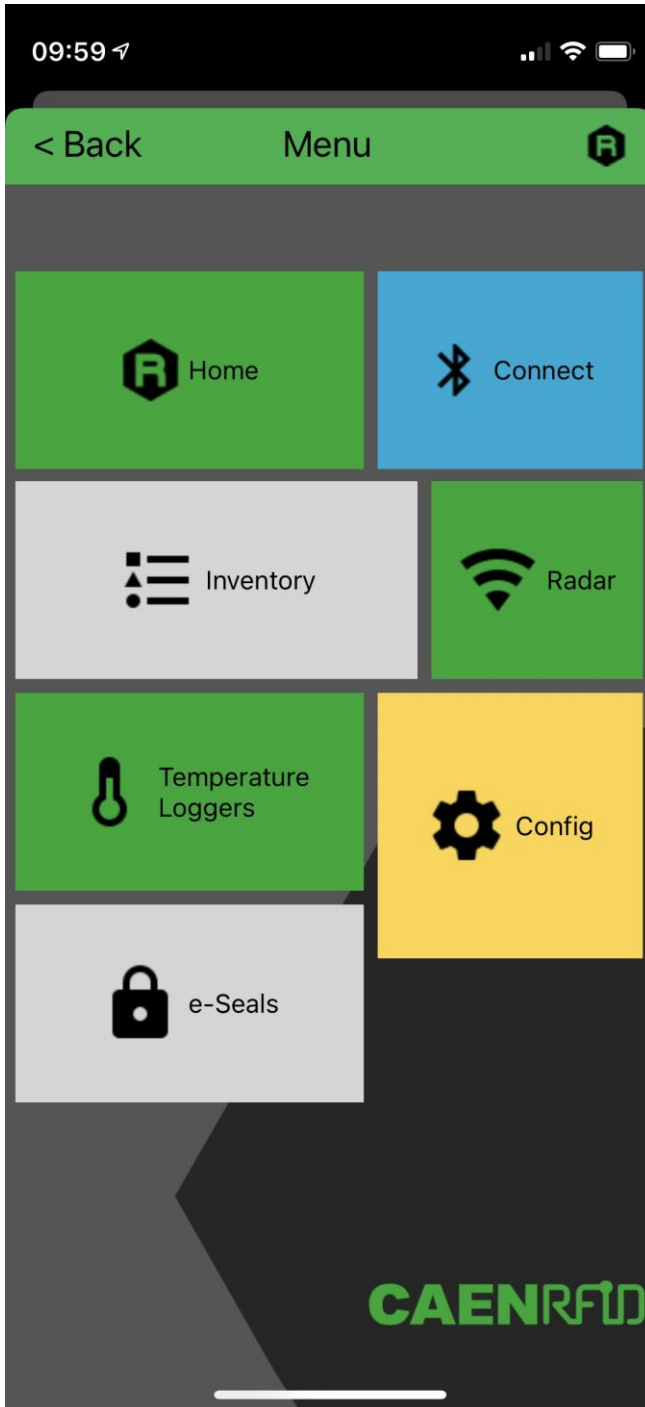 09:59
< Back Menu
Home
Connect
Inventory
Radar
Temperature
Loggers
Config
e-Seals
CAENRFID